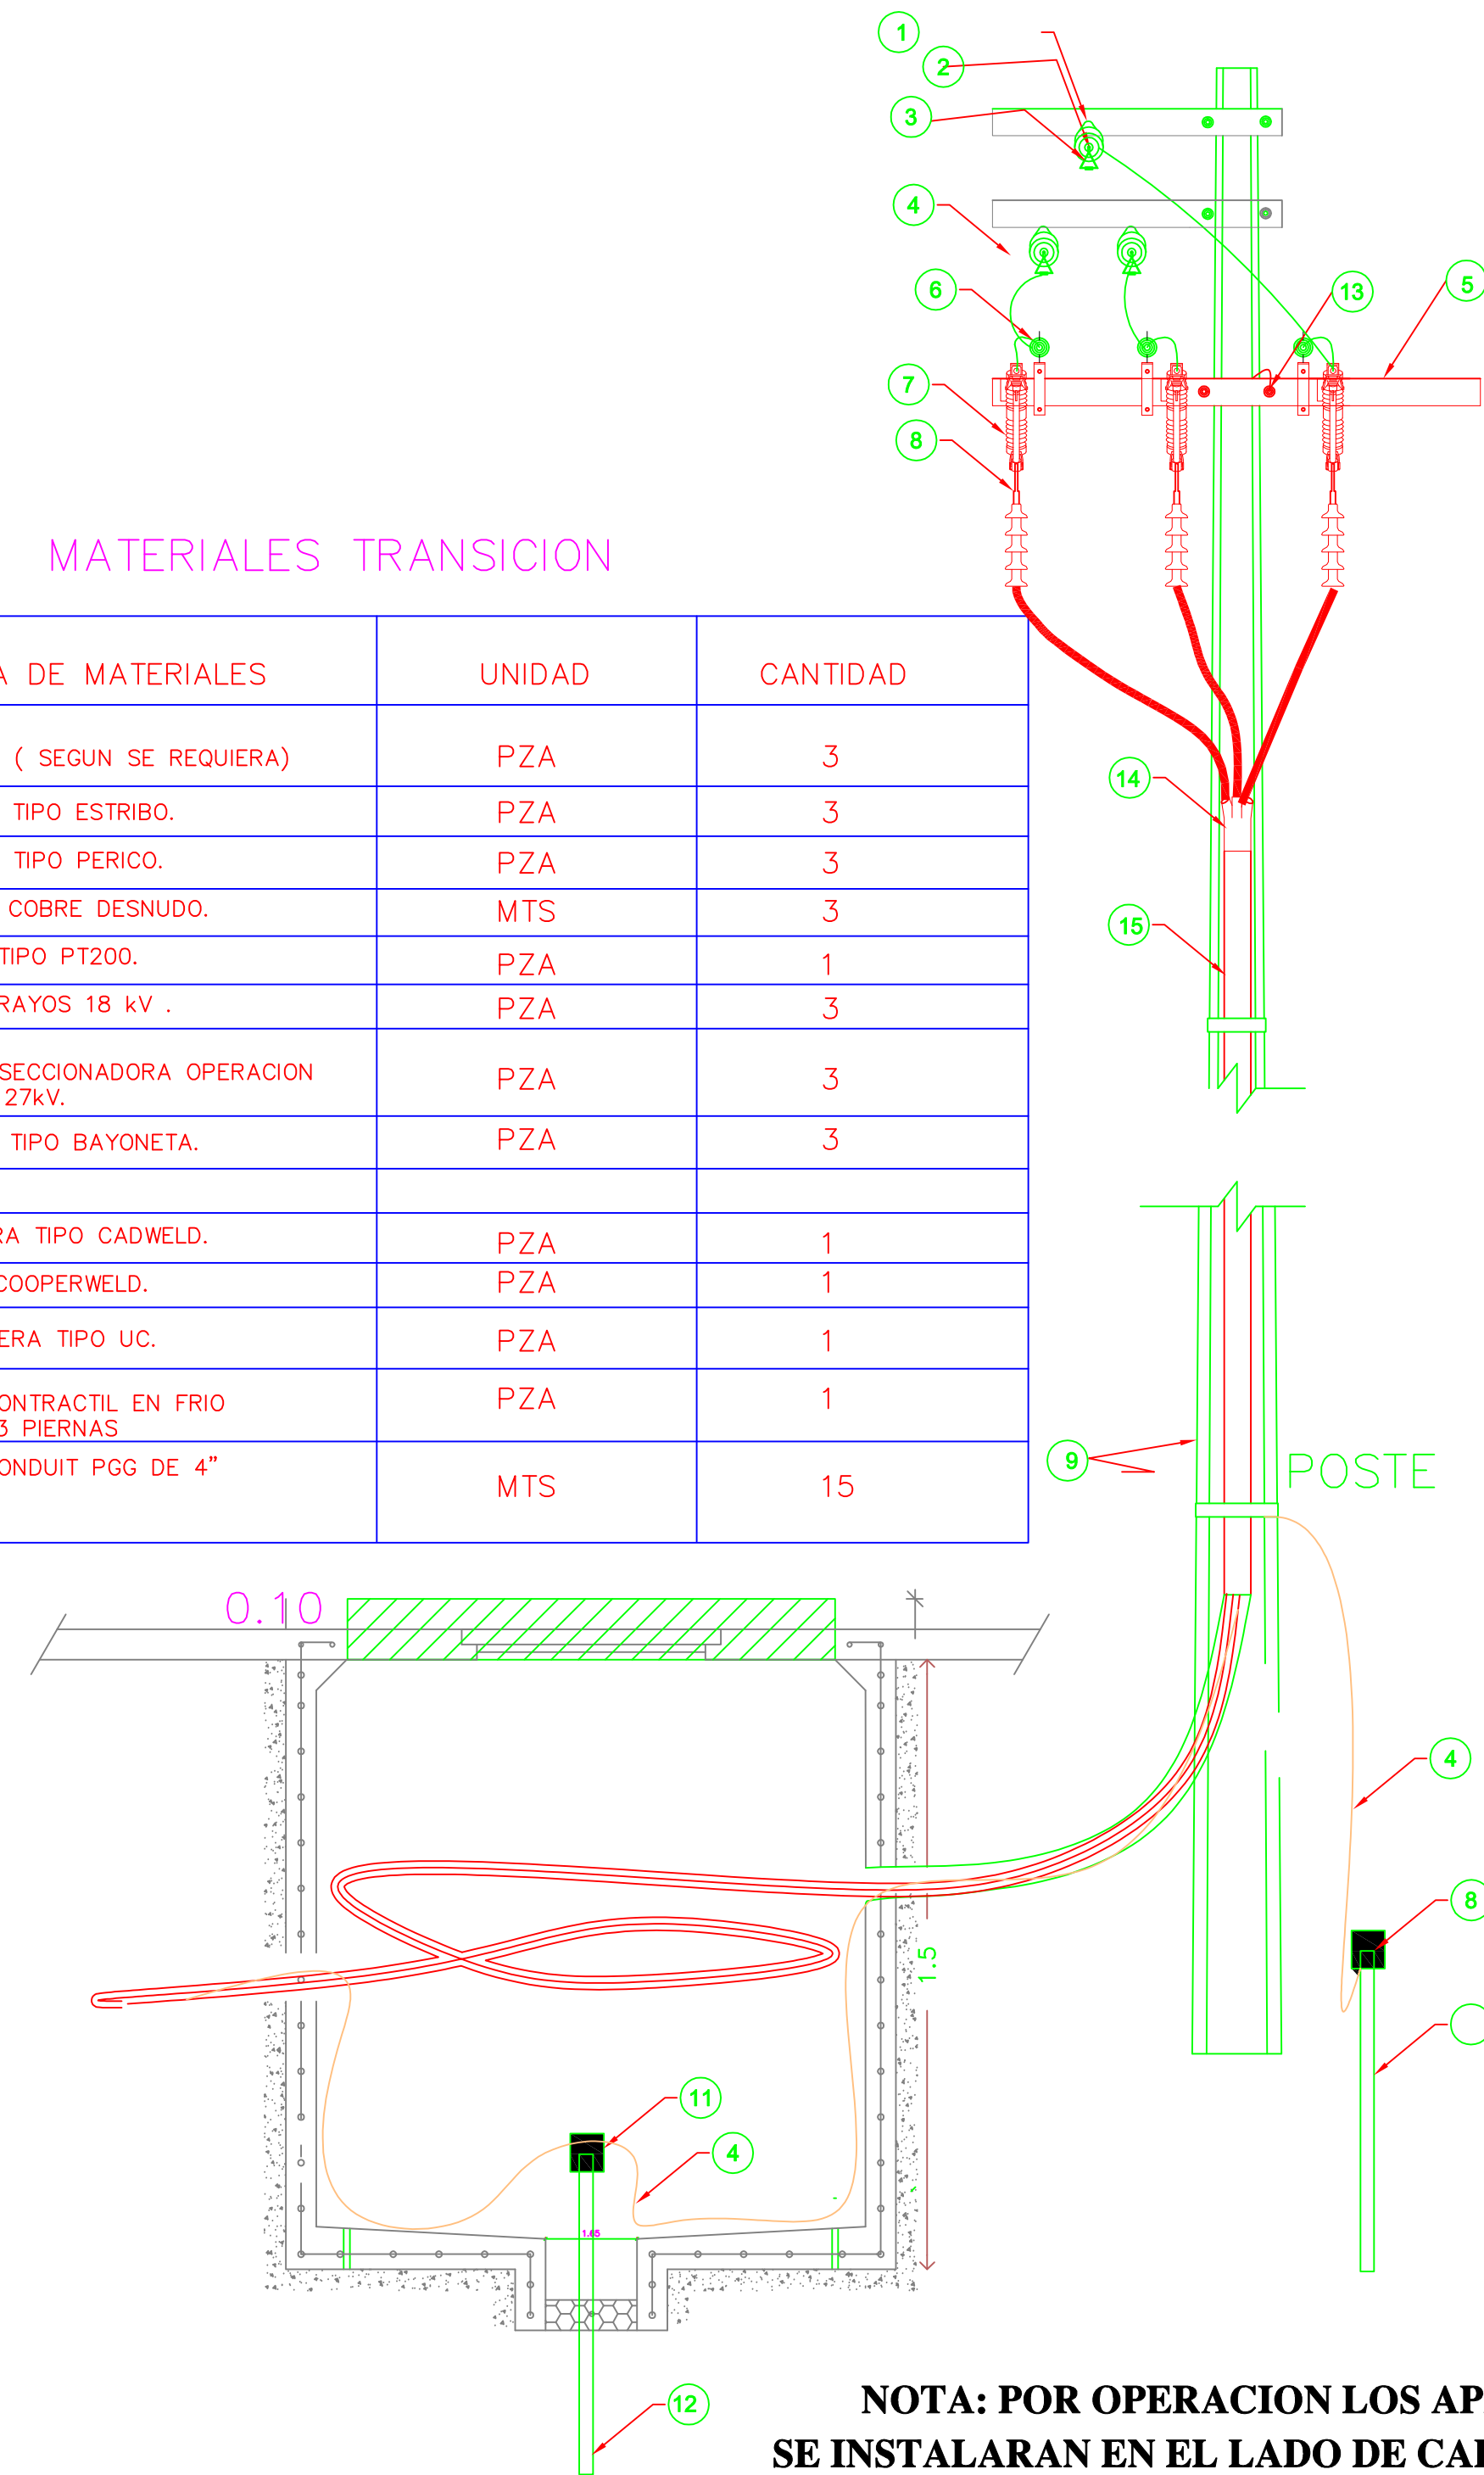 1
2
3
4
6
13
5
7
8
MATERIALES TRANSICION
DE MATERIALES UNIDAD CANTIDAD
( SEGUN SE REQUIERA) PZA 3
TIPO ESTRIBO. PZA 3
TIPO PERICO. PZA 3
COBRE DESNUDO. MTS 3
TIPO PT200. PZA 1
RAYOS 18 kV . PZA 3
SECCIONADORA OPERACION
27kV. PZA 3
TIPO BAYONETA. PZA 3
RA TIPO CADWELD. PZA 1
COOPERWELD. PZA 1
ERA TIPO UC. PZA 1
ONTRACTIL EN FRIO PZA 1
3 PIERNAS
ONDUIT PGG DE 4"
MTS 15
14
15
9
POSTE
0.10
4
8
1.5
11
4
1.65
12
NOTA: POR OPERACION LOS
SE INSTALARAN EN EL LADO DE